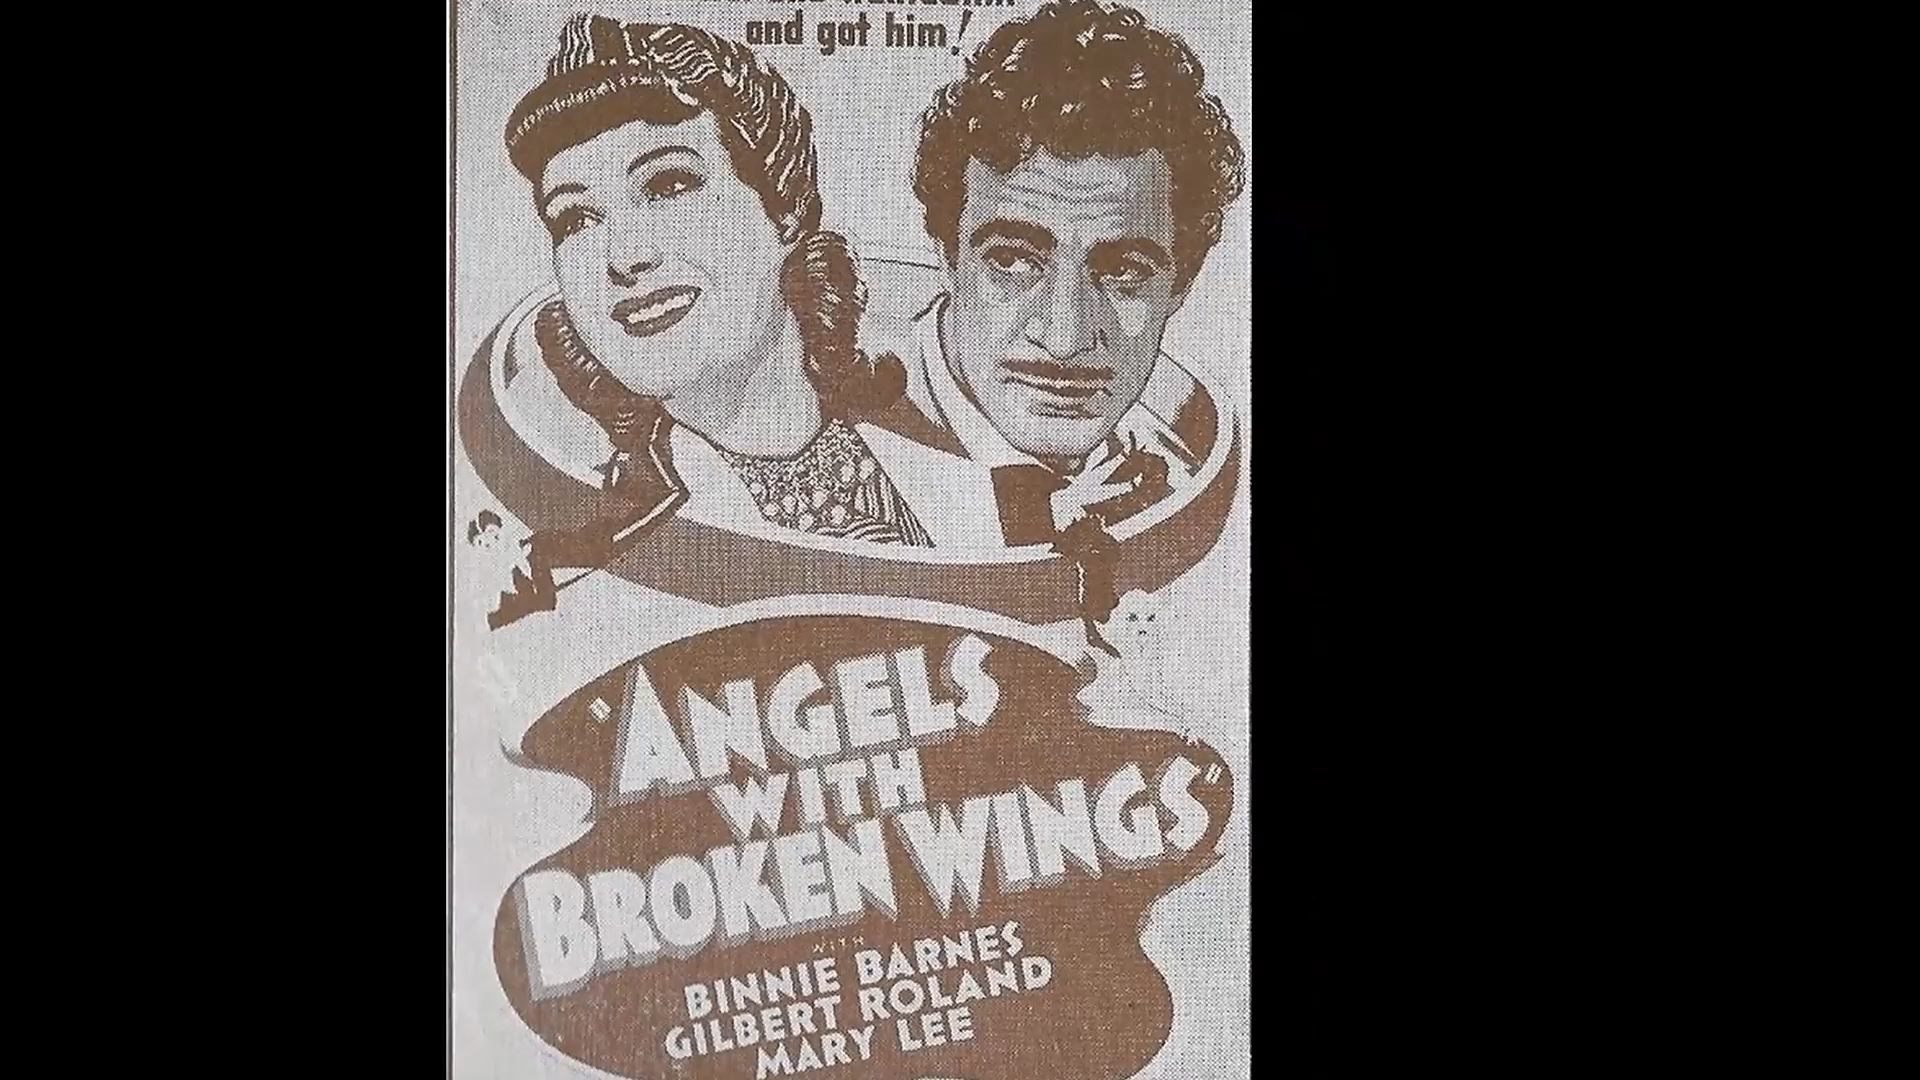 and got him!
"ANGELS
WITH
BROKEN WINGS"
WITH
BINNIE BARNES
GILBERT ROLAND
MARY LEE